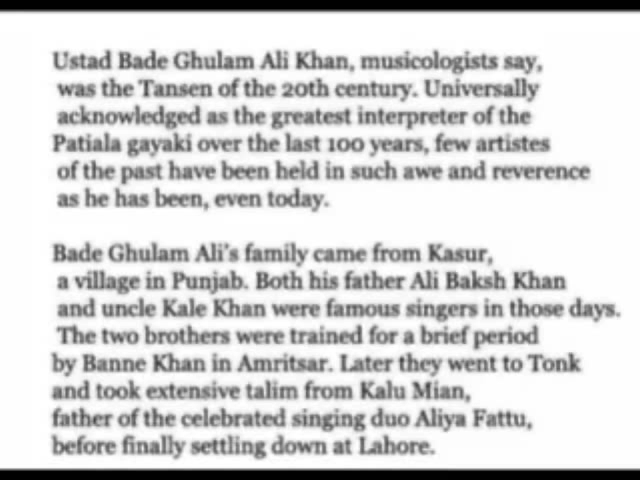 Ustad Bade Ghulam Ali Khan, musicologists say,
was the Tansen of the 20th century. Universally
acknowledged as the greatest interpreter of the
Patiala gayaki over the last 100 years, few artistes
of the past have been held in such awe and reverence
as he has been, even today.
Bade Ghulam Ali's family came from Kasur,
a village in Punjab. Both his father Ali Baksh Khan
and uncle Kale Khan were famous singers in those days.
The two brothers were trained for a brief period
by Banne Khan in Amritsar. Later they went to Tonk
and took extensive talim from Kalu Mian,
father of the celebrated singing duo Aliya Fattu,
before finally settling down at Lahore.